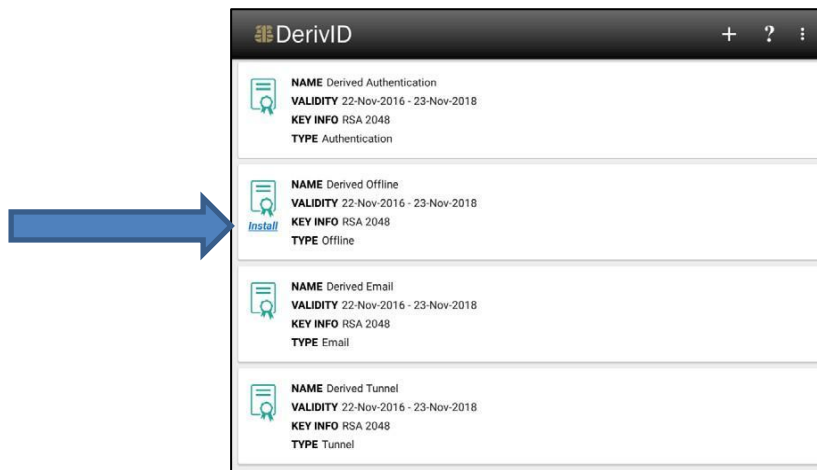 DerivID + ?
NAME Derived Authentication
VALIDITY 22-Nov-2016 - 23-Nov-2018
KEY INFO RSA 2048
TYPE Authentication
NAME Derived Offline
VALIDITY 22-Nov-2016 - 23-Nov-2018
Install KEY INFO RSA 2048
TYPE Offline
NAME Derived Email
VALIDITY 22-Nov-2016 - 23-Nov-2018
KEY INFO RSA 2048
TYPE Email
NAME Derived Tunnel
VALIDITY 22-Nov-2016 - 23-Nov-2018
KEY INFO RSA 2048
TYPE Tunnel